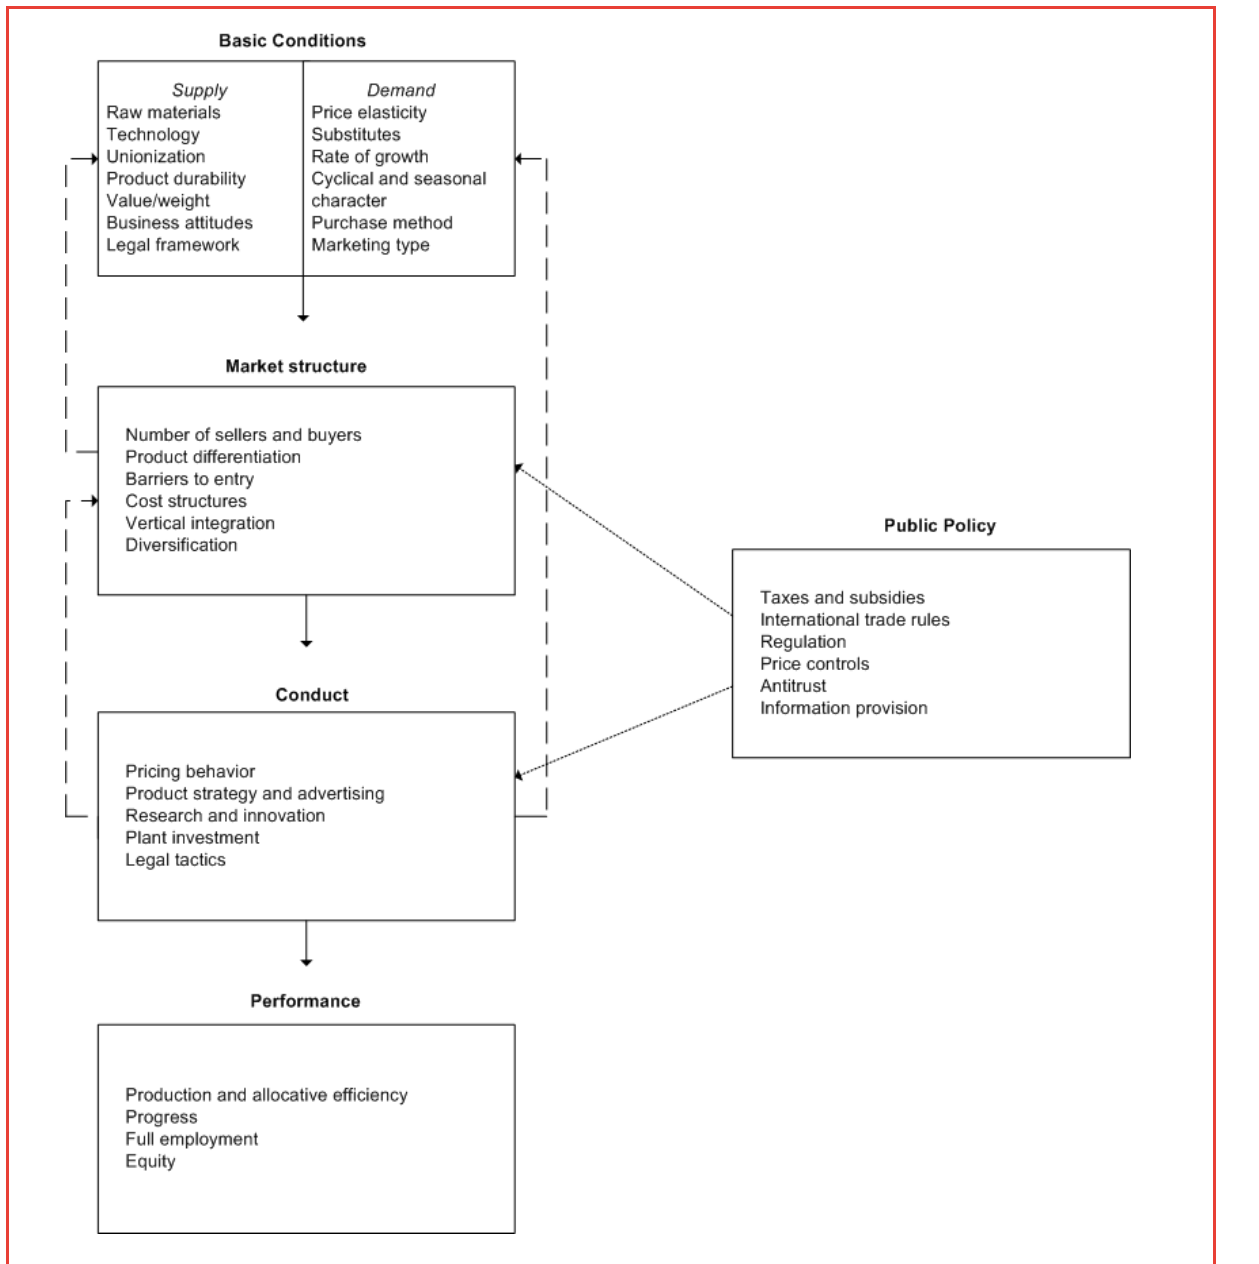 Basic Conditions
Supply
Raw materials
Technology
Unionization
Product durability
Value/weight
Business attitudes
Legal framework
Demand
Price elasticity
Substitutes
Rate of growth
Cyclical and seasonal
character
Purchase method
Marketing type
Market structure
Number of sellers and buyers
Product differentiation
Barriers to entry
Cost structures
Vertical integration
Diversification
Public Policy
Taxes and subsidies
International trade rules
Regulation
Price controls
Antitrust
Information provision
Conduct
Pricing behavior
Product strategy and advertising
Research and innovation
Plant investment
Legal tactics
Performance
Production and allocative efficiency
Progress
Full employment
Equity